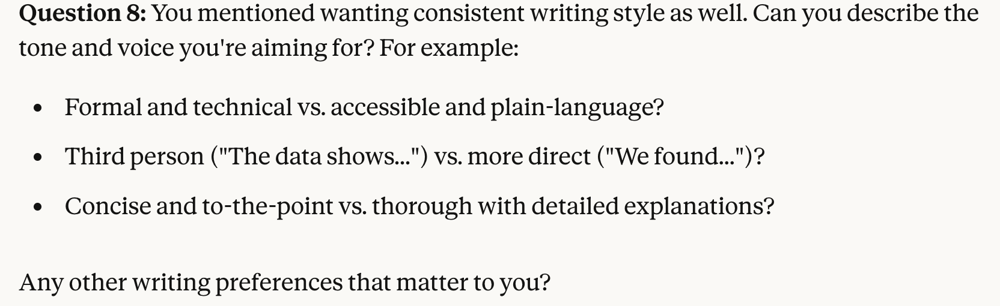 Question 8: You mentioned wanting consistent writing style as well. Can you describe the
tone and voice you're aiming for? For example:
• Formal and technical vs. accessible and plain-language?
• Third person ("The data shows...") vs. more direct ("We found...")?
• Concise and to-the-point vs. thorough with detailed explanations?
Any other writing preferences that matter to you?